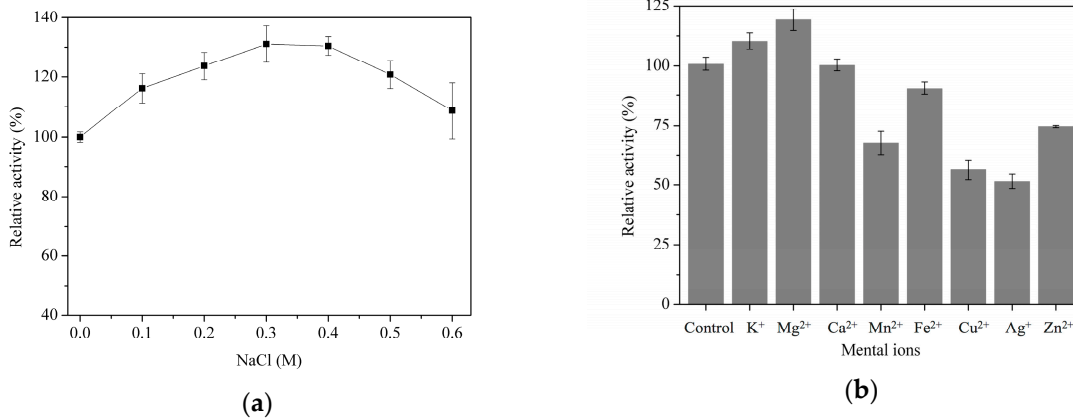 140
120
100
80
60
40
Relative activity (%)
0.0 0.1 0.2 0.3 0.4 0.5 0.6
NaCl (M)
(a)
125
100
75
50
25
0
Relative activity (%)
Control K⁺ Mg²⁺ Ca²⁺ Mn²⁺ Fe²⁺ Cu²⁺ Ag⁺ Zn²⁺
Mental ions
(b)